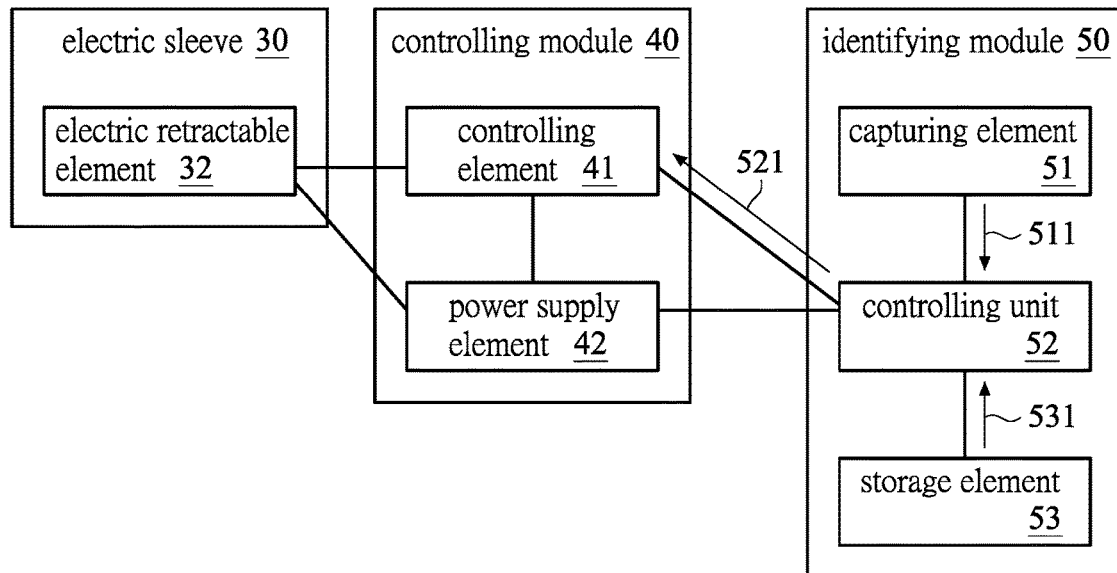 electric sleeve 30
electric retractable
element 32
controlling module 40
controlling
element 41
power supply
element 42
521
identifying module 50
capturing element
51
511
controlling unit
52
531
storage element
53